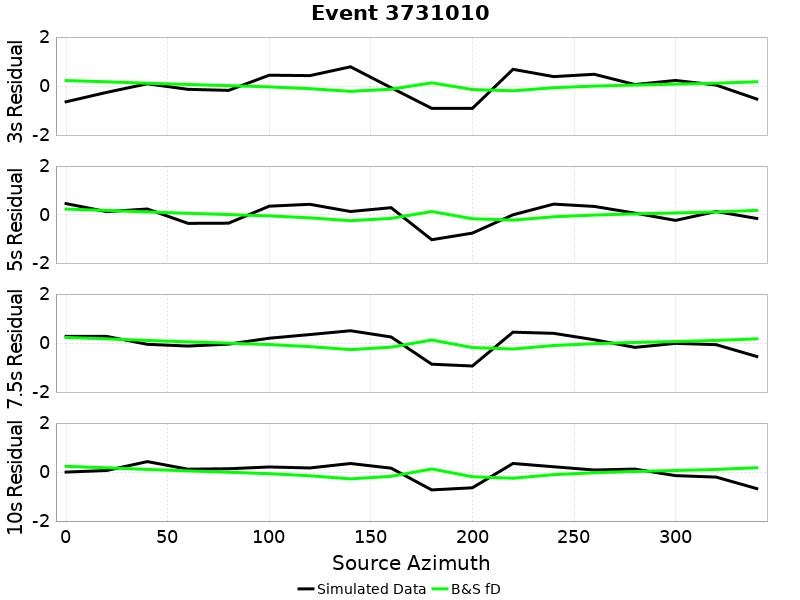 Event 3731010
3s Residual
2
0
-2
5s Residual
2
0
-2
7.5s Residual
2
0
-2
10s Residual
2
0
-2
0 50 100 150 200 250 300
Source Azimuth
Simulated Data B&S fD